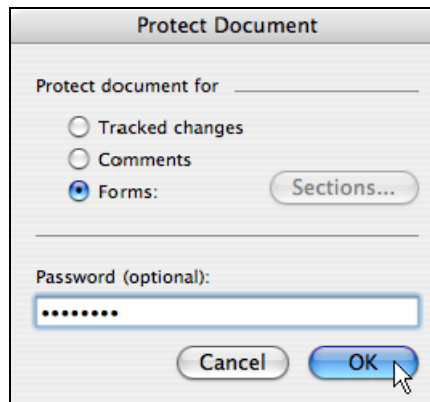 Protect Document
Protect document for
Tracked changes
Comments
Forms:
Sections...
Password (optional):
••••••••
Cancel
OK